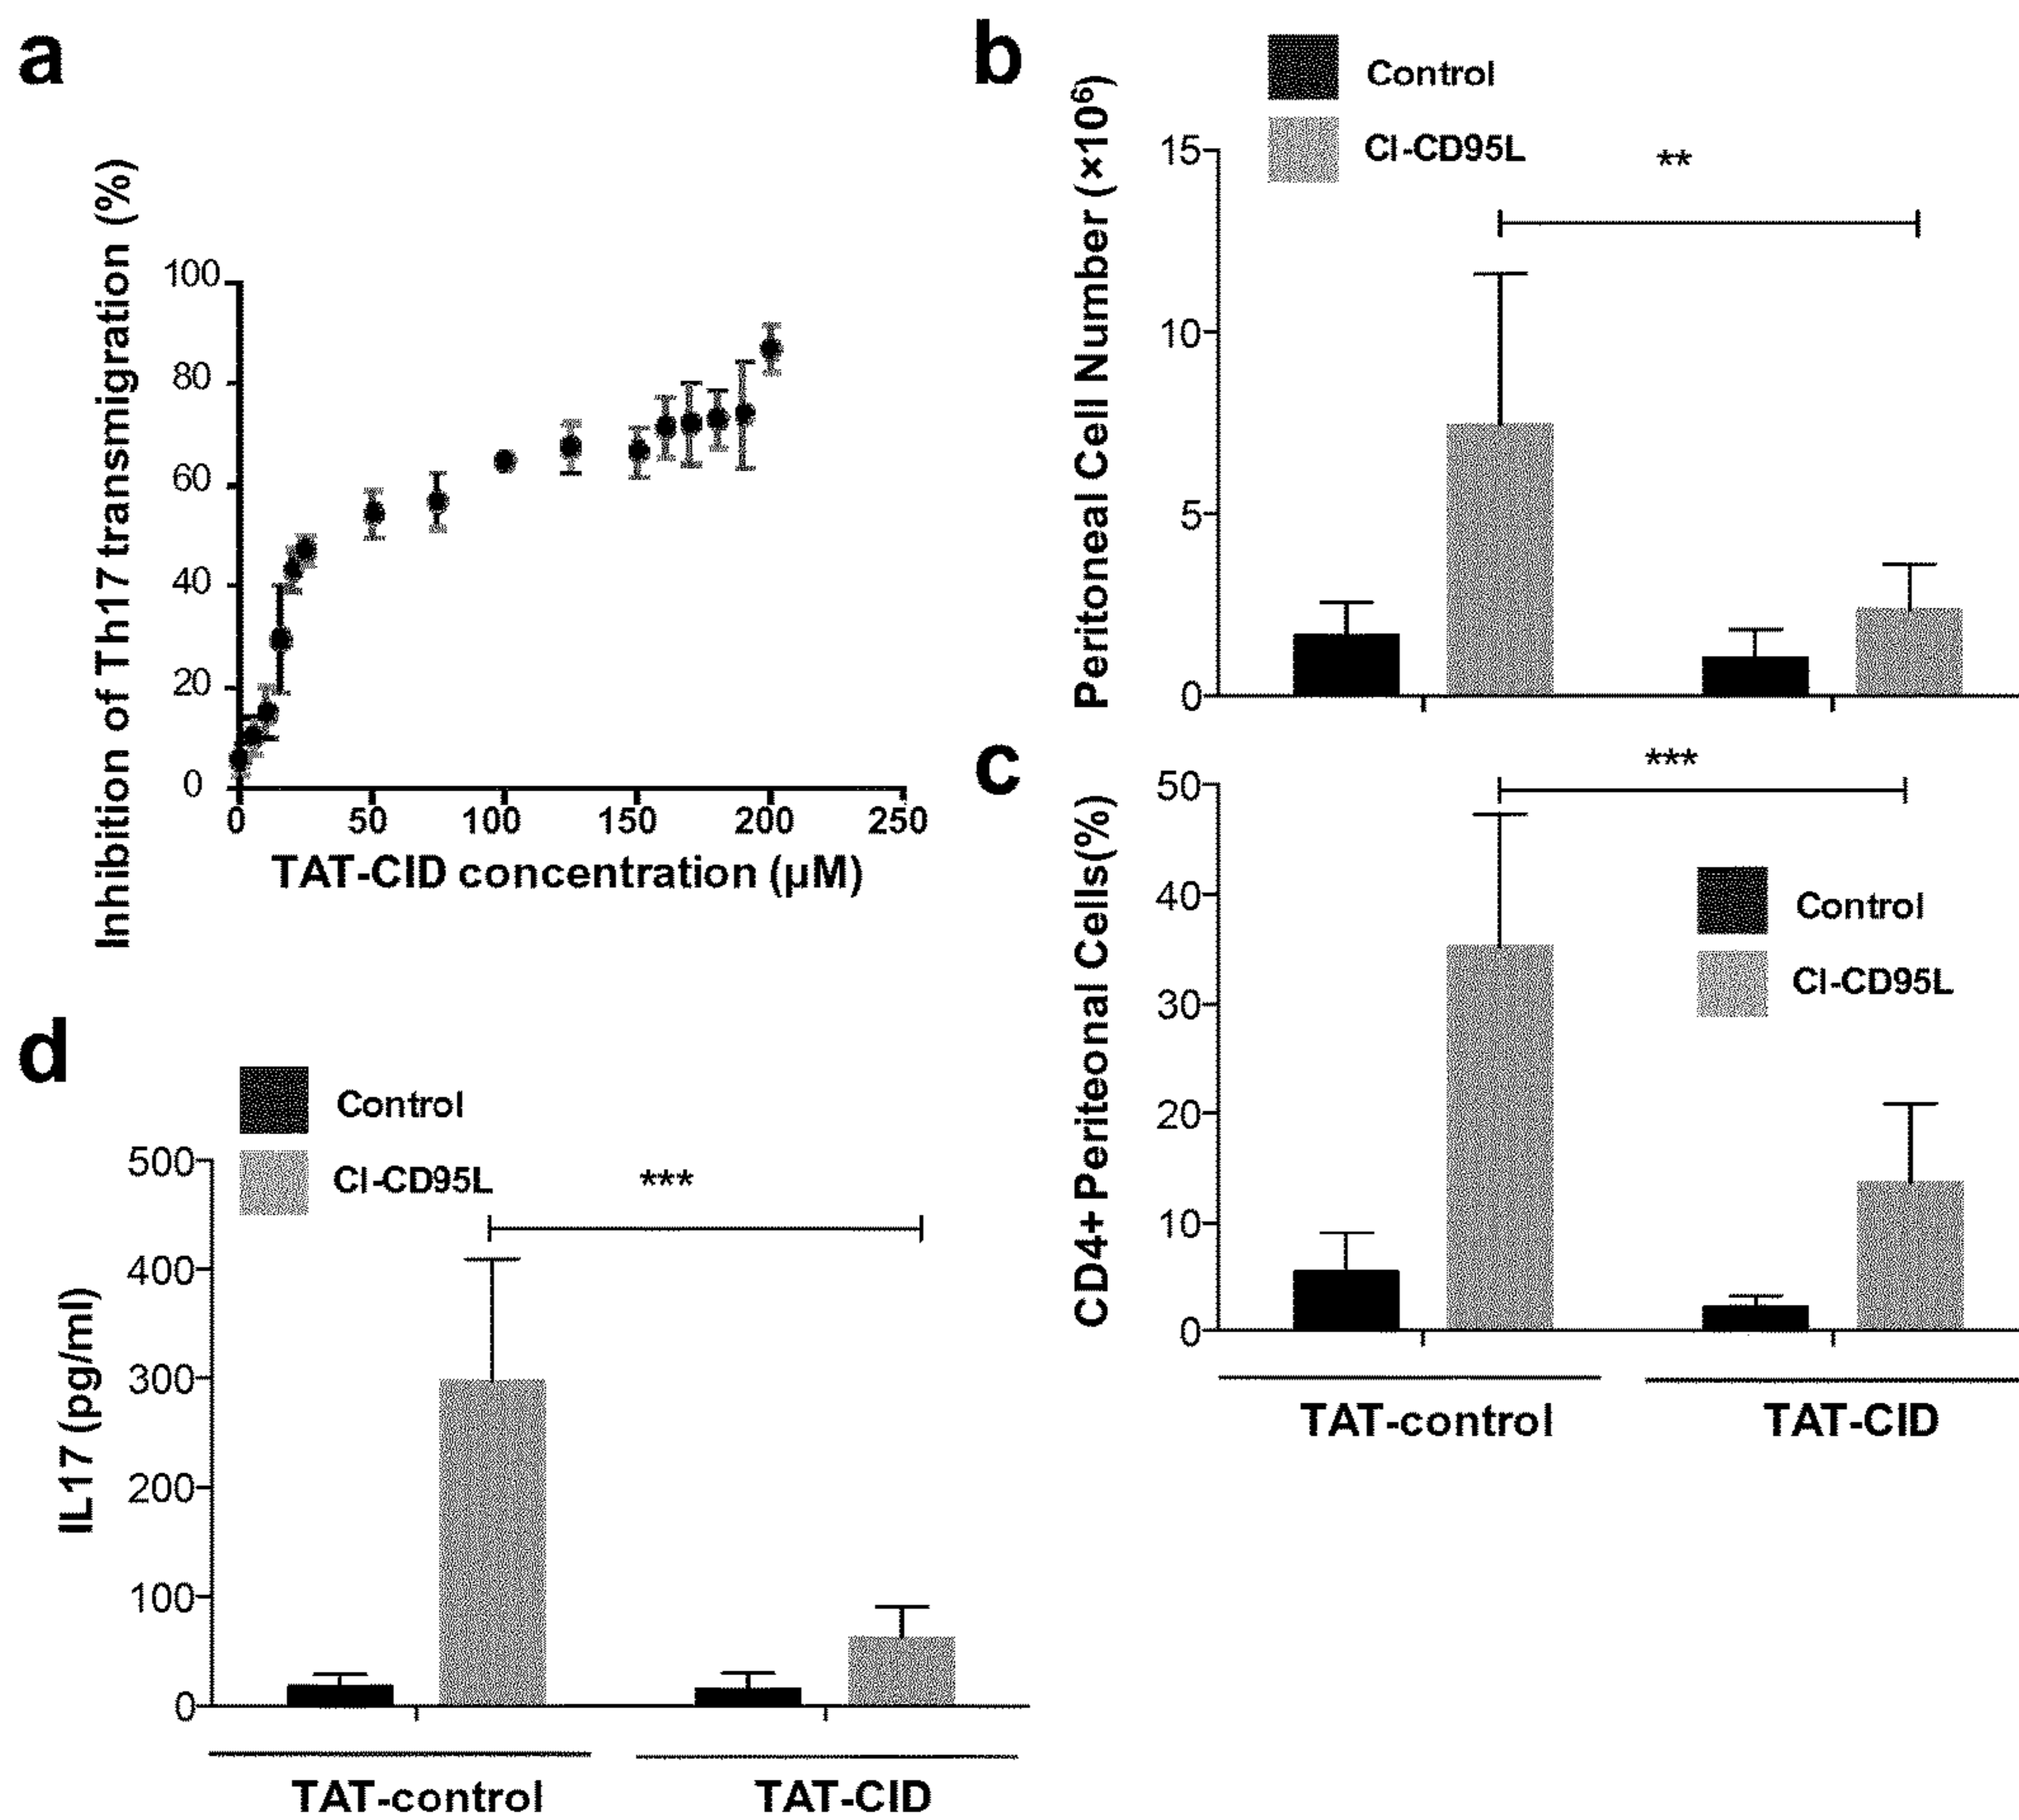 a
Inhibition of Th17 transmigration (%)
100
80
60
40
20
0
0 50 100 150 200 250
TAT-CID concentration (µM)
b
Control
Cl-CD95L
Peritoneal Cell Number (×10⁶)
**
15
10
5
0
c
CD4+ Periteonal Cells(%)
***
50
40
30
20
10
0
Control
Cl-CD95L
TAT-control TAT-CID
d
Control
Cl-CD95L
IL17 (pg/ml)
***
500
400
300
200
100
0
TAT-control TAT-CID